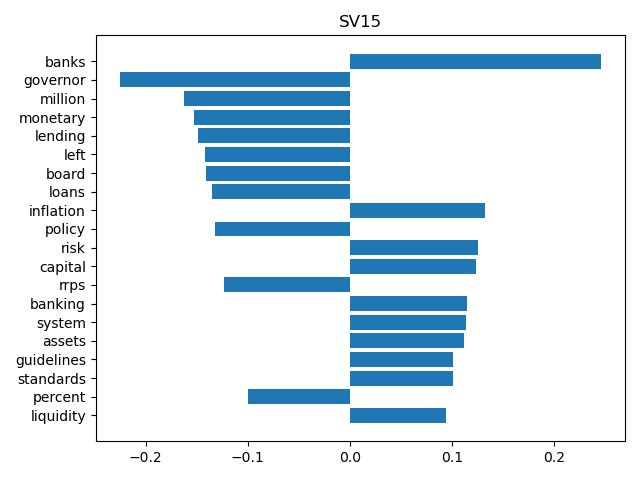 SV15
banks
governor
million
monetary
lending
left
board
loans
inflation
policy
risk
capital
rrps
banking
system
assets
guidelines
standards
percent
liquidity
−0.2 −0.1 0.0 0.1 0.2